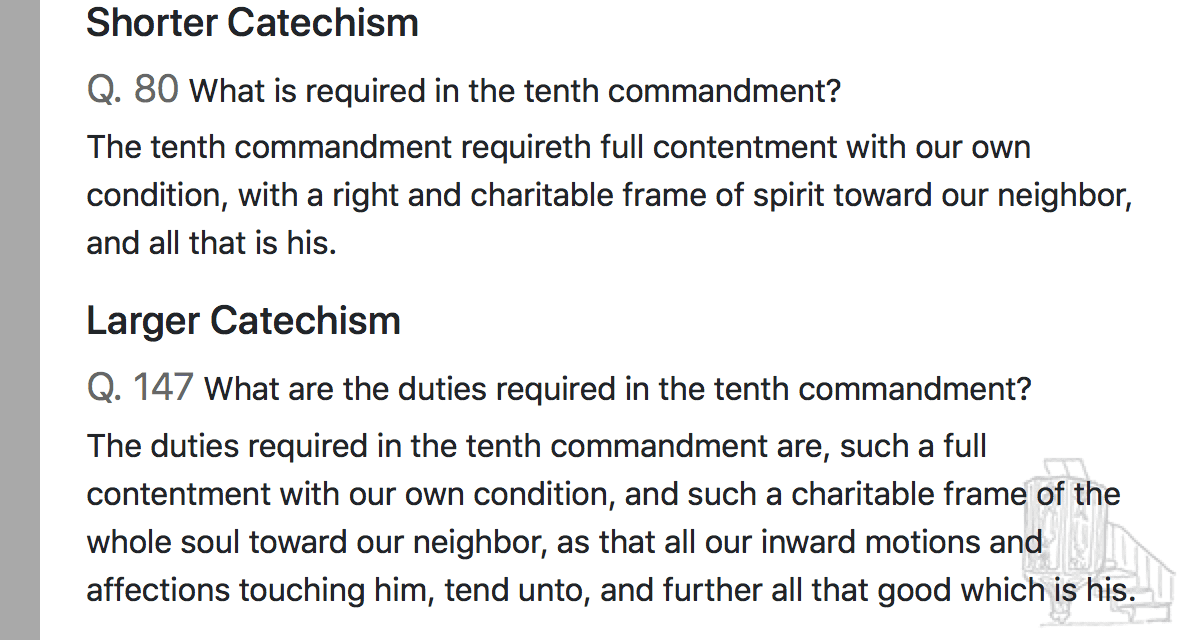 Shorter Catechism
Q. 80 What is required in the tenth commandment?
The tenth commandment requireth full contentment with our own
condition, with a right and charitable frame of spirit toward our neighbor,
and all that is his.
Larger Catechism
Q. 147 What are the duties required in the tenth commandment?
The duties required in the tenth commandment are, such a full
contentment with our own condition, and such a charitable frame of the
whole soul toward our neighbor, as that all our inward motions and
affections touching him, tend unto, and further all that good which is his.